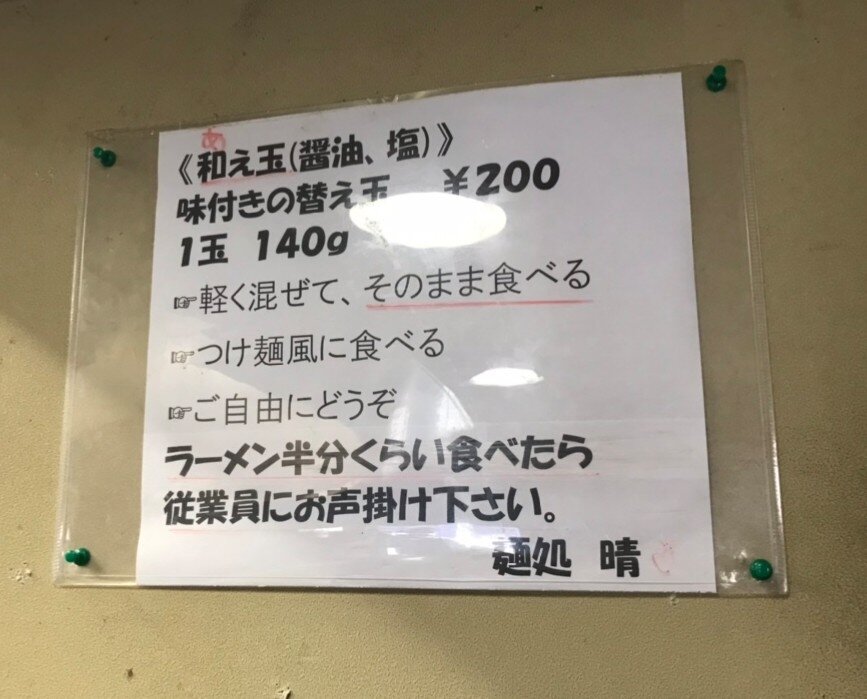 あ
《和え玉(醤油、塩)》
味付きの替え玉 ¥200
1玉 140g
☞軽く混ぜて、そのまま食べる
☞つけ麺風に食べる
☞ご自由にどうぞ
ラーメン半分くらい食べたら
従業員にお声掛け下さい。
麺処 晴